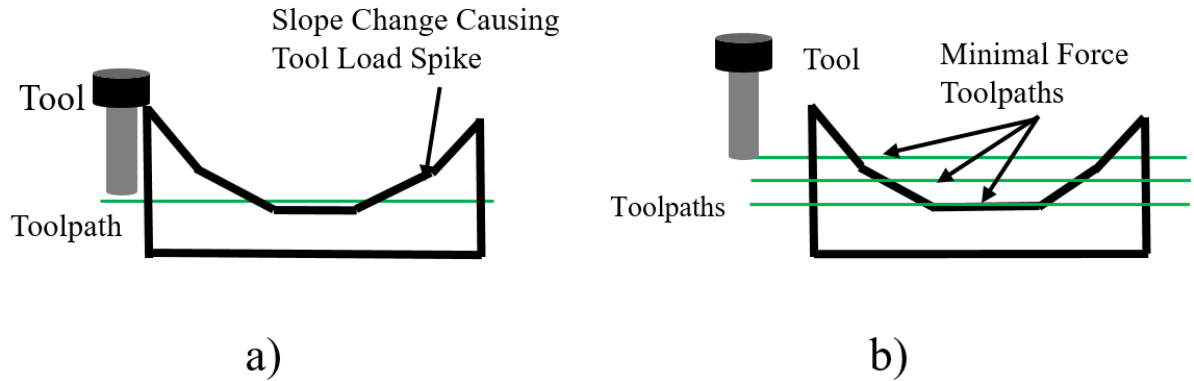 Slope Change Causing
Tool Load Spike
Tool
Toolpath
a)
Tool
Minimal Force
Toolpaths
Toolpaths
b)